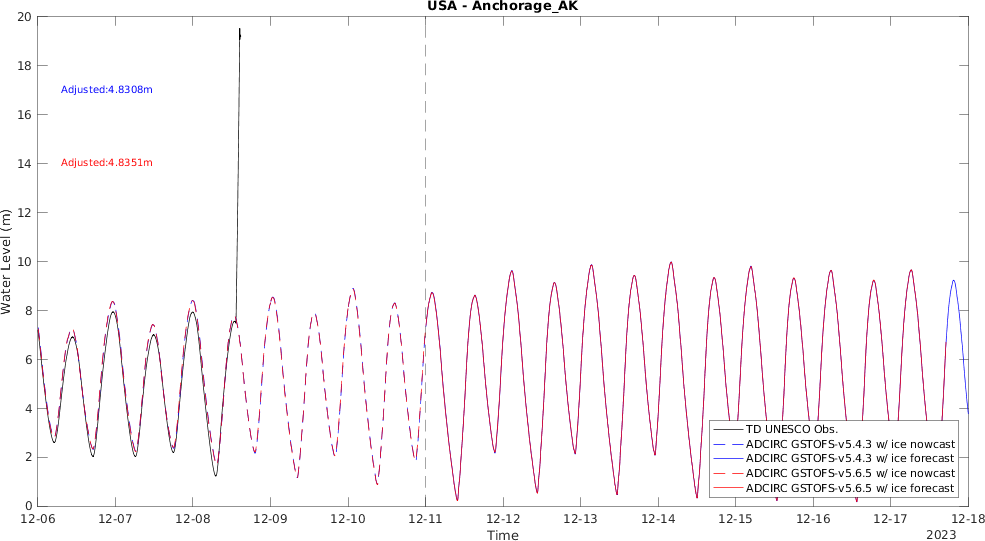 USA - Anchorage_AK
20
18
16
14
12
10
8
6
4
2
0
Water Level (m)
Adjusted:4.8308m
Adjusted:4.8351m
TD UNESCO Obs.
ADCIRC GSTOFS-v5.4.3 w/ ice nowcast
ADCIRC GSTOFS-v5.4.3 w/ ice forecast
ADCIRC GSTOFS-v5.6.5 w/ ice nowcast
ADCIRC GSTOFS-v5.6.5 w/ ice forecast
12-06 12-07 12-08 12-09 12-10 12-11 12-12 12-13 12-14 12-15 12-16 12-17 12-18
Time
2023